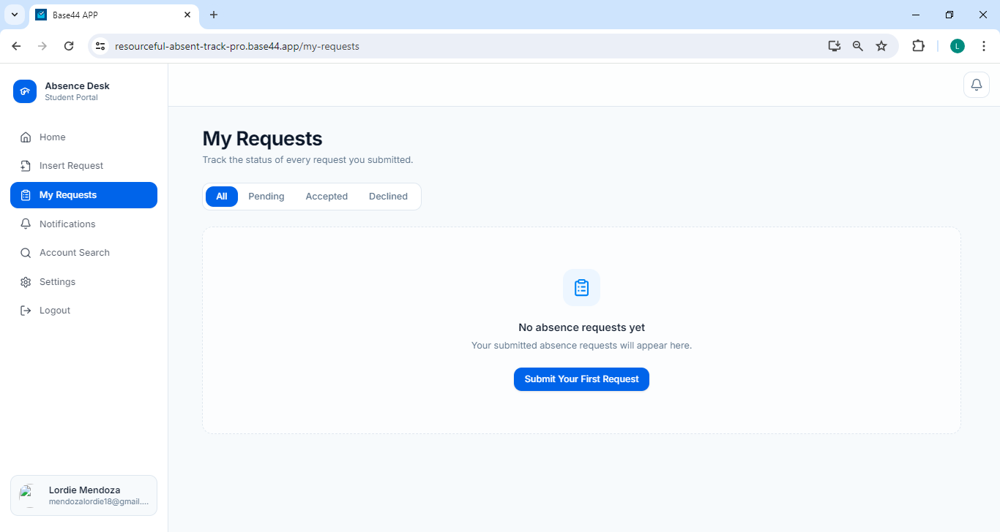 Base44 APP
resourceful-absent-track-pro.base44.app/my-requests
L
Absence Desk
Student Portal
Home
Insert Request
My Requests
Notifications
Account Search
Settings
Logout
Lordie Mendoza
mendozalordie18@gmail....
My Requests
Track the status of every request you submitted.
All Pending Accepted Declined
No absence requests yet
Your submitted absence requests will appear here.
Submit Your First Request